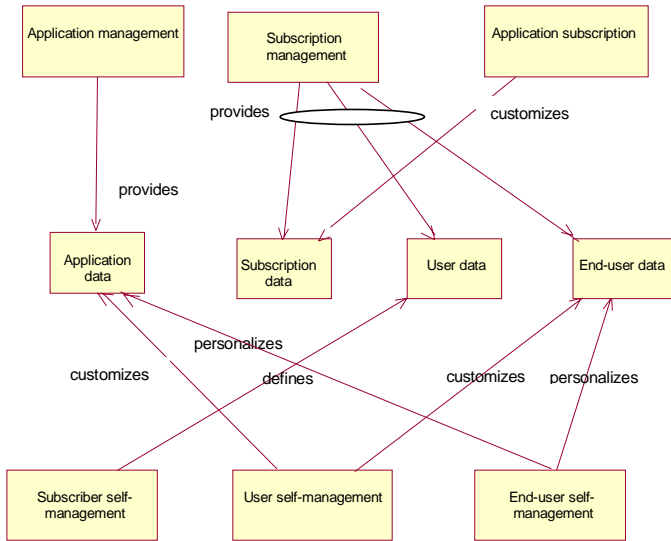 Application management
Subscription
management
Application subscription
provides
customizes
provides
Application
data
Subscription
data
User data
End-user data
personalizes
customizes
defines
customizes
personalizes
Subscriber self-
management
User self-management
End-user self-
management